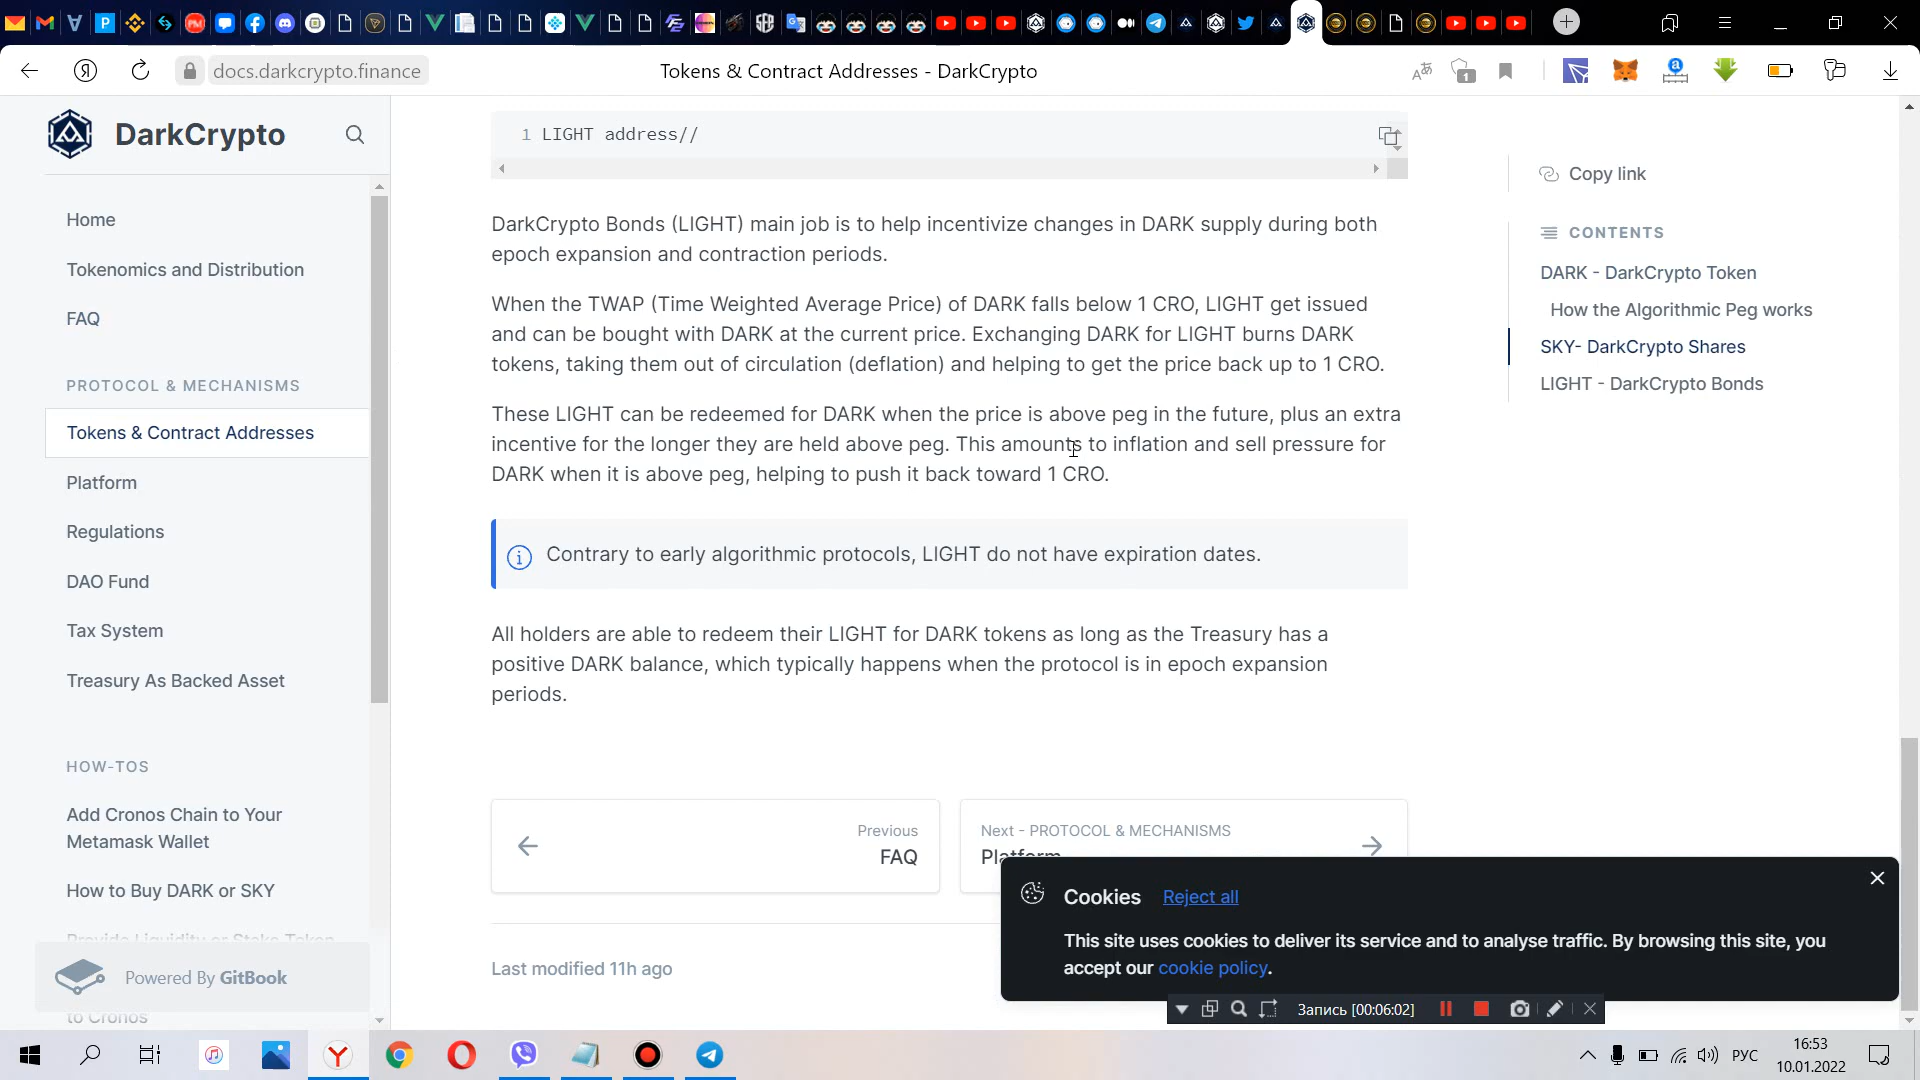 docs.darkcrypto.finance
Tokens & Contract Addresses - DarkCrypto
1
DarkCrypto
Home
Tokenomics and Distribution
FAQ
PROTOCOL & MECHANISMS
Tokens & Contract Addresses
Platform
Regulations
DAO Fund
Tax System
Treasury As Backed Asset
HOW-TOS
Add Cronos Chain to Your
Metamask Wallet
How to Buy DARK or SKY
Provide Liquidity or Stake Token
Powered By GitBook
to Cronos
1 LIGHT address//
DarkCrypto Bonds (LIGHT) main job is to help incentivize changes in DARK supply during both
epoch expansion and contraction periods.
When the TWAP (Time Weighted Average Price) of DARK falls below 1 CRO, LIGHT get issued
and can be bought with DARK at the current price. Exchanging DARK for LIGHT burns DARK
tokens, taking them out of circulation (deflation) and helping to get the price back up to 1 CRO.
These LIGHT can be redeemed for DARK when the price is above peg in the future, plus an extra
incentive for the longer they are held above peg. This amounts to inflation and sell pressure for
DARK when it is above peg, helping to push it back toward 1 CRO.
Contrary to early algorithmic protocols, LIGHT do not have expiration dates.
All holders are able to redeem their LIGHT for DARK tokens as long as the Treasury has a
positive DARK balance, which typically happens when the protocol is in epoch expansion
periods.
Previous
FAQ
Next - PROTOCOL & MECHANISMS
Platform
Last modified 11h ago
Copy link
CONTENTS
DARK - DarkCrypto Token
How the Algorithmic Peg works
SKY- DarkCrypto Shares
LIGHT - DarkCrypto Bonds
Cookies Reject all
This site uses cookies to deliver its service and to analyse traffic. By browsing this site, you
accept our cookie policy.
Запись [00:06:02]
РУС
16:53
10.01.2022